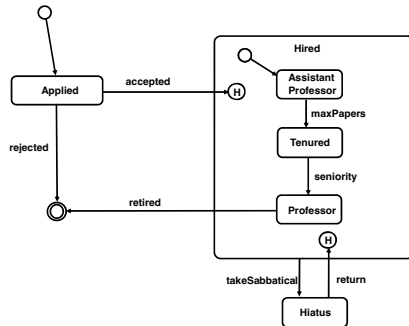 Hired
Applied
accepted
H
Assistant
Professor
maxPapers
Tenured
rejected
seniority
retired
Professor
H
takeSabbatical
return
Hiatus